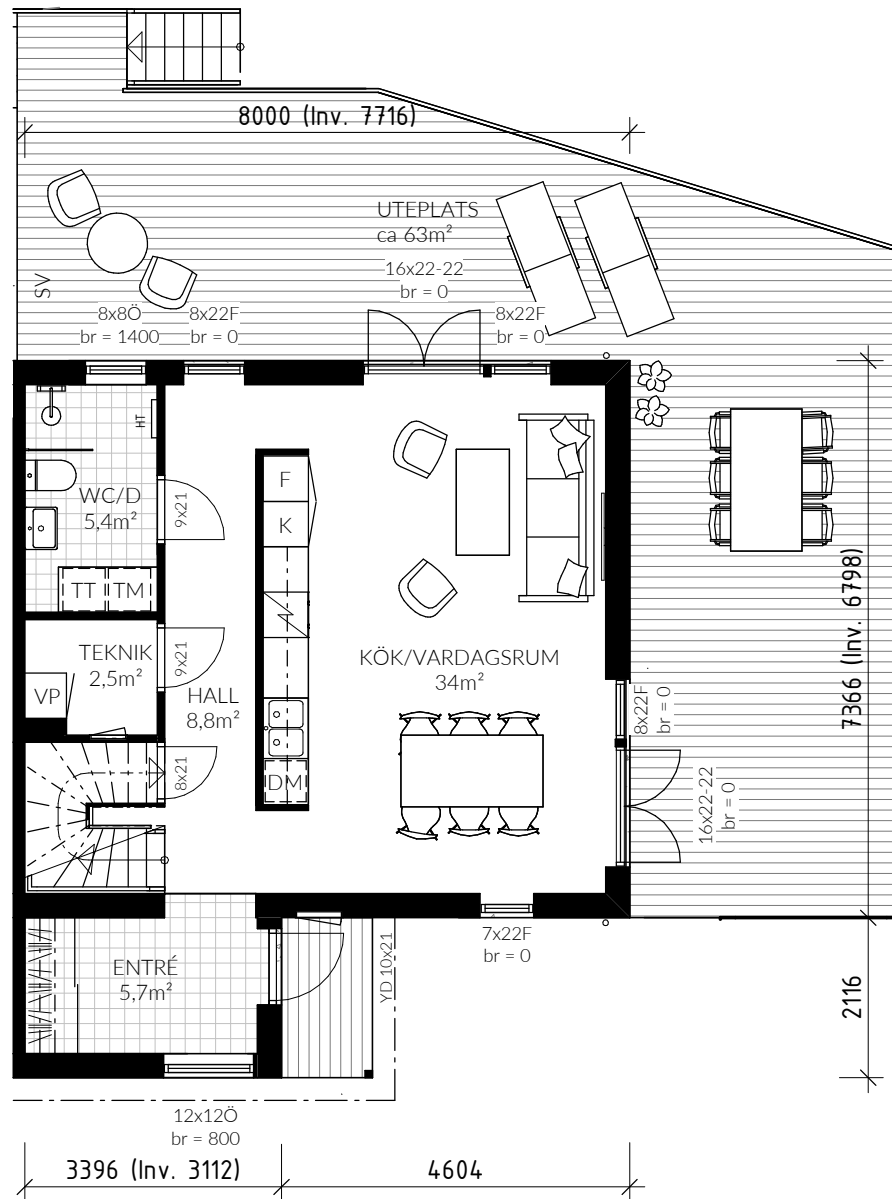 8000 (Inv. 7716)
UTEPLATS
ca 63m²
16x22-22
br = 0
SV
8x8Ö
br = 1400
8x22F
br = 0
8x22F
br = 0
HT
F
WC/D
5,4m²
9x21
K
TT
TM
7366 (Inv. 6798)
TEKNIK
2,5m²
9x21
KÖK/VARDAGSRUM
34m²
VP
HALL
8,8m²
8x22F
br = 0
8x21
DM
16x22-22
br = 0
7x22F
br = 0
ENTRÉ
5,7m²
YD 10x21
2116
12x12Ö
br = 800
3396 (Inv. 3112)
4604